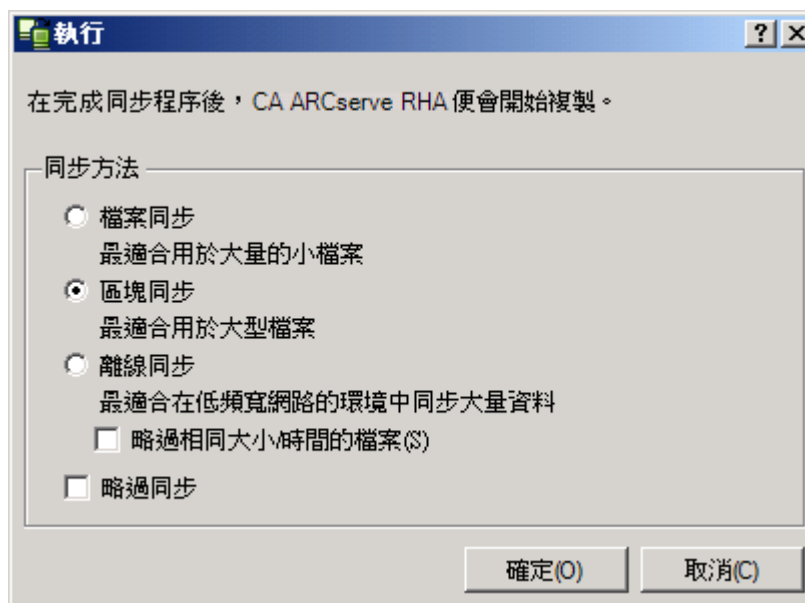 執行
在完成同步程序後，CA ARCserve RHA 便會開始複製。
同步方法
檔案同步
最適合用於大量的小檔案
區塊同步
最適合用於大型檔案
離線同步
最適合在低頻寬網路的環境中同步大量資料
略過相同大小/時間的檔案(S)
略過同步
確定(O) 取消(C)